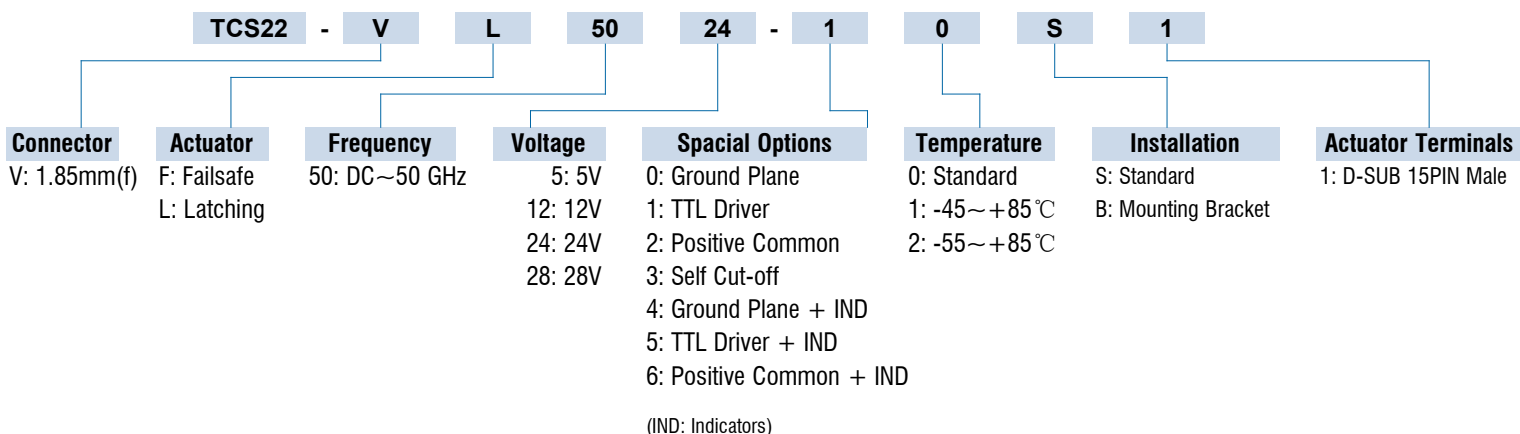 TCS22 - V L 50 24 - 1 0 S 1
Connector Actuator Frequency Voltage Spacial Options Temperature Installation Actuator Terminals
V: 1.85mm(f) F: Failsafe 50: DC~50 GHz 5: 5V 0: Ground Plane 0: Standard S: Standard 1: D-SUB 15PIN Male
L: Latching 12: 12V 1: TTL Driver 1: -45~+85℃ B: Mounting Bracket
24: 24V 2: Positive Common 2: -55~+85℃
28: 28V 3: Self Cut-off
4: Ground Plane + IND
5: TTL Driver + IND
6: Positive Common + IND
(IND: Indicators)